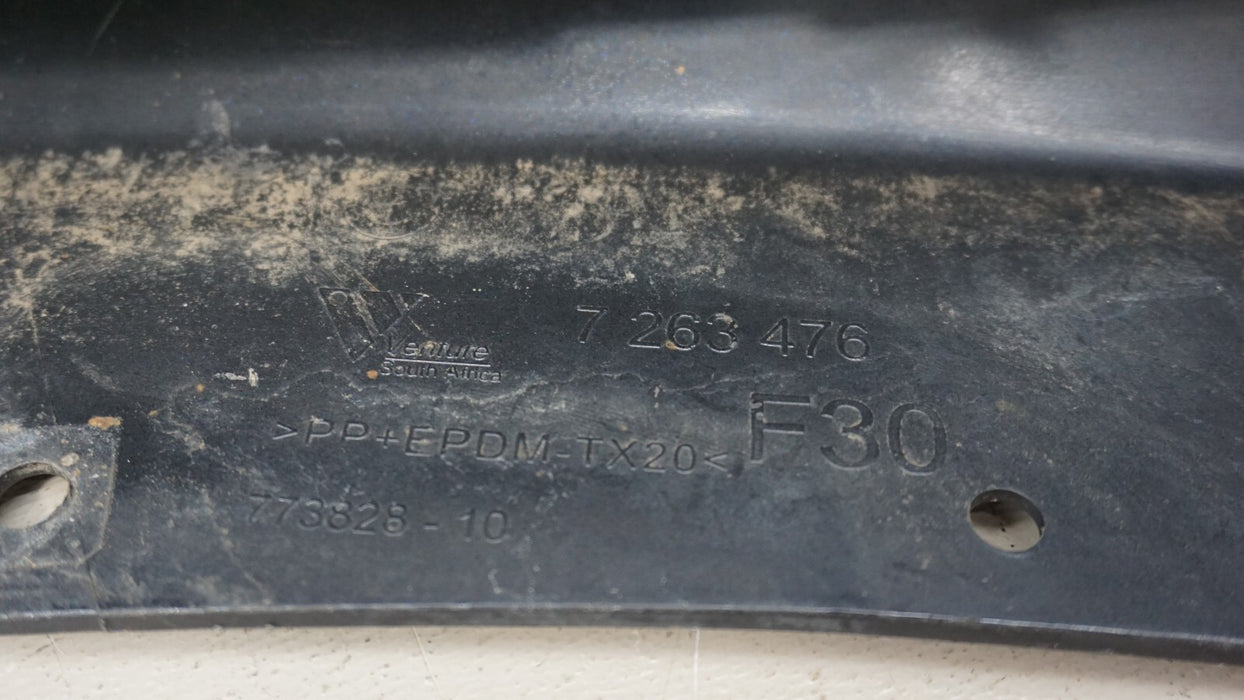 Venture
South Africa
7 263 476
>PP+EPDM-TX20<
F30
773828 - 10